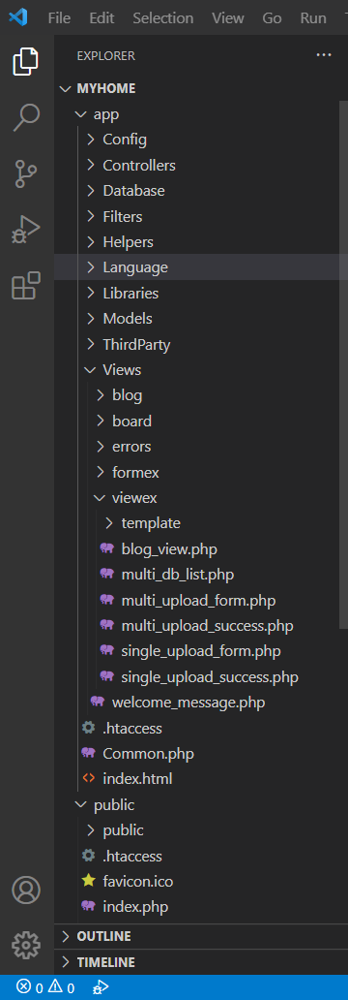 File Edit Selection View Go Run
EXPLORER
MYHOME
app
Config
Controllers
Database
Filters
Helpers
Language
Libraries
Models
ThirdParty
Views
blog
board
errors
formex
viewex
template
blog_view.php
multi_db_list.php
multi_upload_form.php
multi_upload_success.php
single_upload_form.php
single_upload_success.php
welcome_message.php
.htaccess
Common.php
index.html
public
public
.htaccess
favicon.ico
index.php
OUTLINE
TIMELINE
0 0